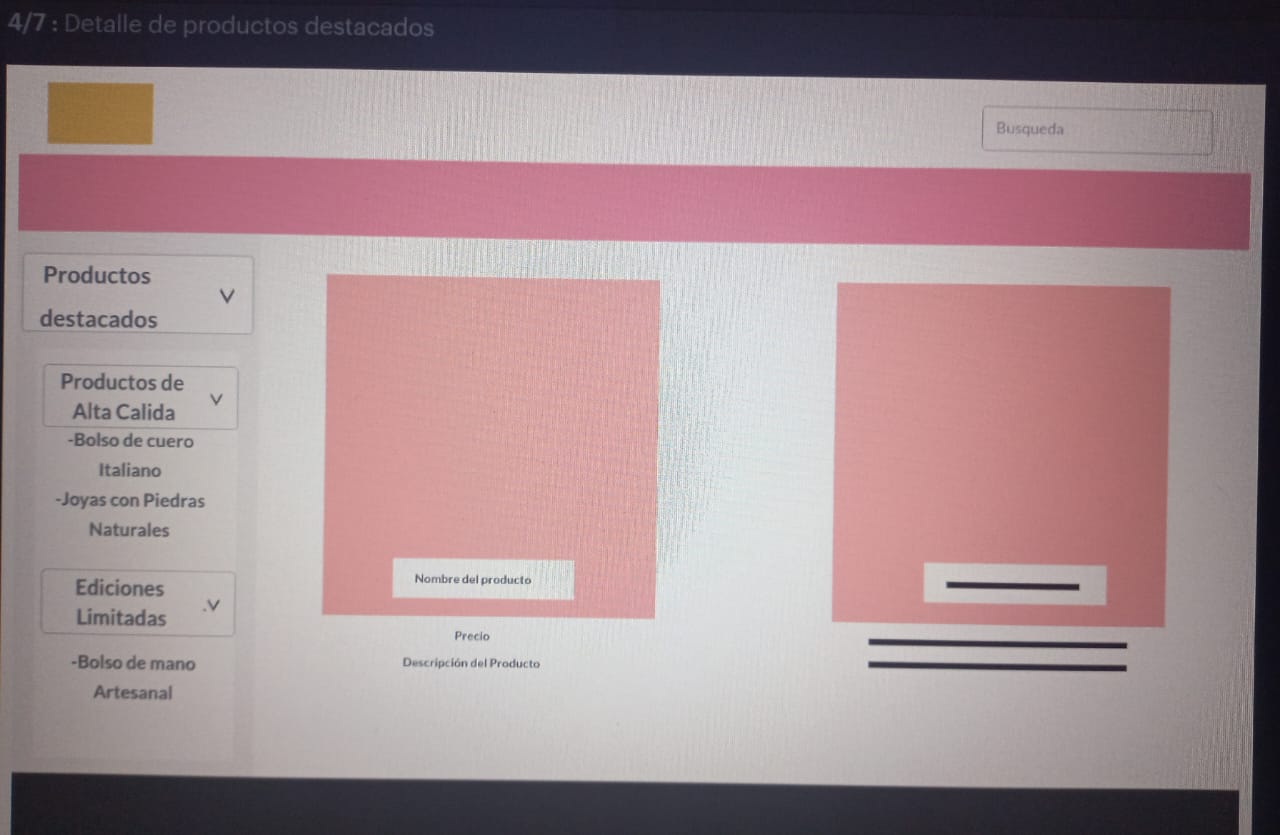 4/7 : Detalle de productos destacados
Busqueda
Productos
destacados
V
Productos de
Alta Calida
V
-Bolso de cuero
Italiano
-Joyas con Piedras
Naturales
Ediciones
Limitadas
.V
-Bolso de mano
Artesanal
Nombre del producto
Precio
Descripción del Producto